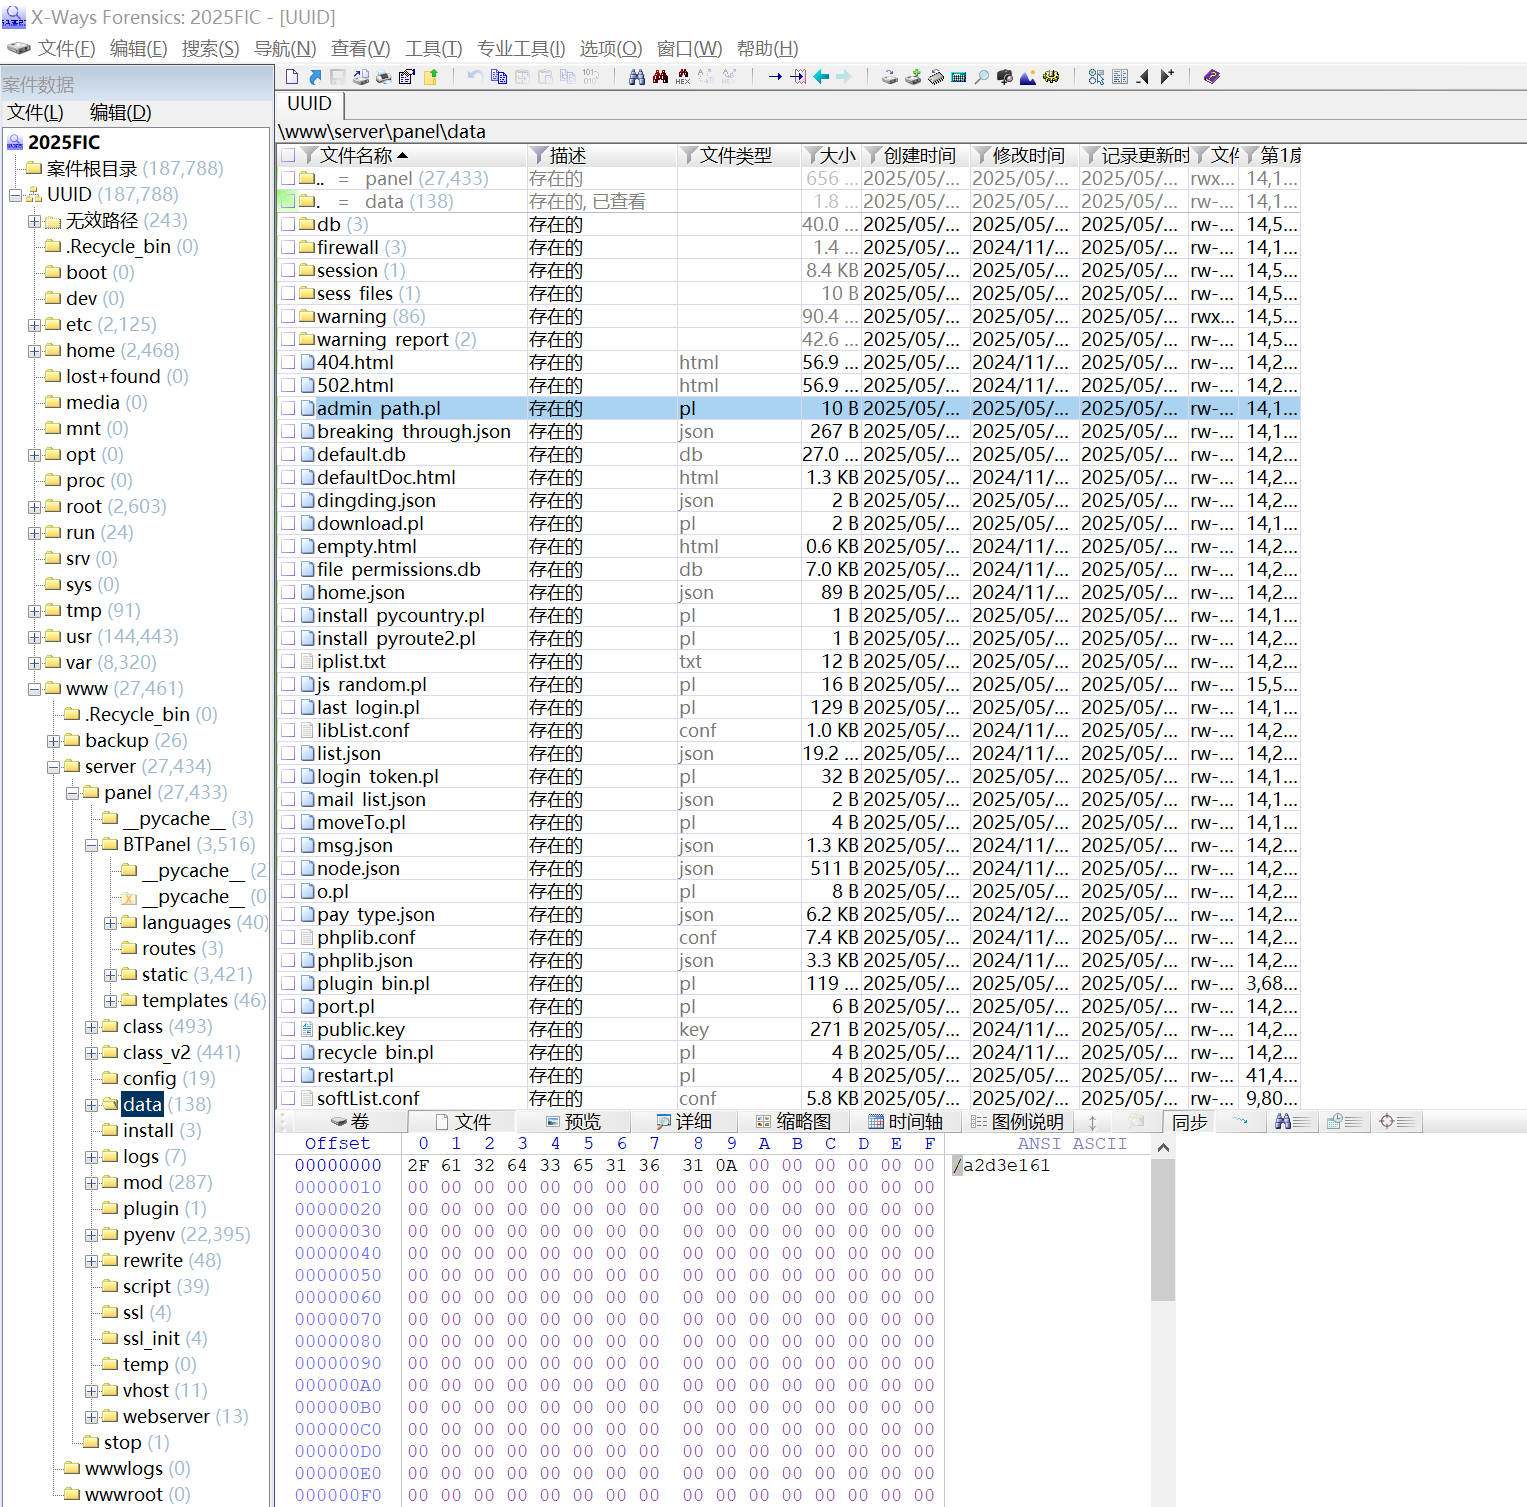 X-Ways Forensics: 2025FIC - [UUID]
文件(F) 编辑(E) 搜索(S) 导航(N) 查看(V) 工具(T) 专业工具(I) 选项(O) 窗口(W) 帮助(H)
案件数据
文件(L) 编辑(D)
2025FIC
案件根目录 (187,788)
UUID (187,788)
无效路径 (243)
.Recycle_bin (0)
boot (0)
dev (0)
etc (2,125)
home (2,468)
lost+found (0)
media (0)
mnt (0)
opt (0)
proc (0)
root (2,603)
run (24)
srv (0)
sys (0)
tmp (91)
usr (144,443)
var (8,320)
www (27,461)
.Recycle_bin (0)
backup (26)
server (27,434)
panel (27,433)
__pycache__ (3)
BTPanel (3,516)
__pycache__ (2
__pycache__ (0
languages (40)
routes (3)
static (3,421)
templates (46)
class (493)
class_v2 (441)
config (19)
data (138)
install (3)
logs (7)
mod (287)
plugin (1)
pyenv (22,395)
rewrite (48)
script (39)
ssl (4)
ssl_init (4)
temp (0)
vhost (11)
webserver (13)
stop (1)
wwwlogs (0)
wwwroot (0)
UUID
\www\server\panel\data
文件名称 描述 文件类型 大小 创建时间 修改时间 记录更新时 文件 第1扇
.. = panel (27,433) 存在的 656 ... 2025/05/... 2025/05/... 2025/05/... rwx... 14,1...
. = data (138) 存在的, 已查看 1.8 ... 2025/05/... 2025/05/... 2025/05/... rw-... 14,1...
db (3) 存在的 40.0 ... 2025/05/... 2025/05/... 2025/05/... rw-... 14,5...
firewall (3) 存在的 1.4 ... 2025/05/... 2024/11/... 2025/05/... rw-... 14,1...
session (1) 存在的 8.4 KB 2025/05/... 2025/05/... 2025/05/... rw-... 14,5...
sess files (1) 存在的 10 B 2025/05/... 2025/05/... 2025/05/... rw-... 14,5...
warning (86) 存在的 90.4 ... 2025/05/... 2025/05/... 2025/05/... rwx... 14,5...
warning report (2) 存在的 42.6 ... 2025/05/... 2025/05/... 2025/05/... rw-... 14,5...
404.html 存在的 html 56.9 ... 2025/05/... 2024/11/... 2025/05/... rw-... 14,2...
502.html 存在的 html 56.9 ... 2025/05/... 2024/11/... 2025/05/... rw-... 14,2...
admin path.pl 存在的 pl 10 B 2025/05/... 2025/05/... 2025/05/... rw-... 14,1...
breaking through.json 存在的 json 267 B 2025/05/... 2025/05/... 2025/05/... rw-... 14,1...
default.db 存在的 db 27.0 ... 2025/05/... 2025/05/... 2025/05/... rw-... 14,2...
defaultDoc.html 存在的 html 1.3 KB 2025/05/... 2024/11/... 2025/05/... rw-... 14,2...
dingding.json 存在的 json 2 B 2025/05/... 2025/05/... 2025/05/... rw-... 14,2...
download.pl 存在的 pl 2 B 2025/05/... 2025/05/... 2025/05/... rw-... 14,1...
empty.html 存在的 html 0.6 KB 2025/05/... 2024/11/... 2025/05/... rw-... 14,2...
file permissions.db 存在的 db 7.0 KB 2025/05/... 2024/11/... 2025/05/... rw-... 14,2...
home.json 存在的 json 89 B 2025/05/... 2024/11/... 2025/05/... rw-... 14,2...
install pycountry.pl 存在的 pl 1 B 2025/05/... 2025/05/... 2025/05/... rw-... 14,1...
install pyroute2.pl 存在的 pl 1 B 2025/05/... 2025/05/... 2025/05/... rw-... 14,2...
iplist.txt 存在的 txt 12 B 2025/05/... 2025/05/... 2025/05/... rw-... 14,2...
js random.pl 存在的 pl 16 B 2025/05/... 2025/05/... 2025/05/... rw-... 15,5...
last login.pl 存在的 pl 129 B 2025/05/... 2025/05/... 2025/05/... rw-... 14,1...
libList.conf 存在的 conf 1.0 KB 2025/05/... 2024/11/... 2025/05/... rw-... 14,2...
list.json 存在的 json 19.2 ... 2025/05/... 2024/11/... 2025/05/... rw-... 14,2...
login token.pl 存在的 pl 32 B 2025/05/... 2025/05/... 2025/05/... rw-... 14,1...
mail list.json 存在的 json 2 B 2025/05/... 2025/05/... 2025/05/... rw-... 14,2...
moveTo.pl 存在的 pl 4 B 2025/05/... 2025/05/... 2025/05/... rw-... 14,1...
msg.json 存在的 json 1.3 KB 2025/05/... 2024/11/... 2025/05/... rw-... 14,2...
node.json 存在的 json 511 B 2025/05/... 2024/11/... 2025/05/... rw-... 14,2...
o.pl 存在的 pl 8 B 2025/05/... 2025/05/... 2025/05/... rw-... 14,2...
pay type.json 存在的 json 6.2 KB 2025/05/... 2024/12/... 2025/05/... rw-... 14,2...
phplib.conf 存在的 conf 7.4 KB 2025/05/... 2024/11/... 2025/05/... rw-... 14,2...
phplib.json 存在的 json 3.3 KB 2025/05/... 2024/11/... 2025/05/... rw-... 14,2...
plugin bin.pl 存在的 pl 119 ... 2025/05/... 2025/05/... 2025/05/... rw-... 3,68...
port.pl 存在的 pl 6 B 2025/05/... 2025/05/... 2025/05/... rw-... 14,2...
public.key 存在的 key 271 B 2025/05/... 2024/11/... 2025/05/... rw-... 14,2...
recycle bin.pl 存在的 pl 4 B 2025/05/... 2024/11/... 2025/05/... rw-... 14,2...
restart.pl 存在的 pl 4 B 2025/05/... 2025/05/... 2025/05/... rw-... 41,4...
softList.conf 存在的 conf 5.8 KB 2025/05/... 2025/02/... 2025/05/... rw-... 9,80...
卷 文件 预览 详细 缩略图 时间轴 图例说明 同步
Offset 0 1 2 3 4 5 6 7 8 9 A B C D E F ANSI ASCII
00000000 2F 61 32 64 33 65 31 36 31 0A 00 00 00 00 00 00 /a2d3e161
00000010 00 00 00 00 00 00 00 00 00 00 00 00 00 00 00 00
00000020 00 00 00 00 00 00 00 00 00 00 00 00 00 00 00 00
00000030 00 00 00 00 00 00 00 00 00 00 00 00 00 00 00 00
00000040 00 00 00 00 00 00 00 00 00 00 00 00 00 00 00 00
00000050 00 00 00 00 00 00 00 00 00 00 00 00 00 00 00 00
00000060 00 00 00 00 00 00 00 00 00 00 00 00 00 00 00 00
00000070 00 00 00 00 00 00 00 00 00 00 00 00 00 00 00 00
00000080 00 00 00 00 00 00 00 00 00 00 00 00 00 00 00 00
00000090 00 00 00 00 00 00 00 00 00 00 00 00 00 00 00 00
000000A0 00 00 00 00 00 00 00 00 00 00 00 00 00 00 00 00
000000B0 00 00 00 00 00 00 00 00 00 00 00 00 00 00 00 00
000000C0 00 00 00 00 00 00 00 00 00 00 00 00 00 00 00 00
000000D0 00 00 00 00 00 00 00 00 00 00 00 00 00 00 00 00
000000E0 00 00 00 00 00 00 00 00 00 00 00 00 00 00 00 00
000000F0 00 00 00 00 00 00 00 00 00 00 00 00 00 00 00 00